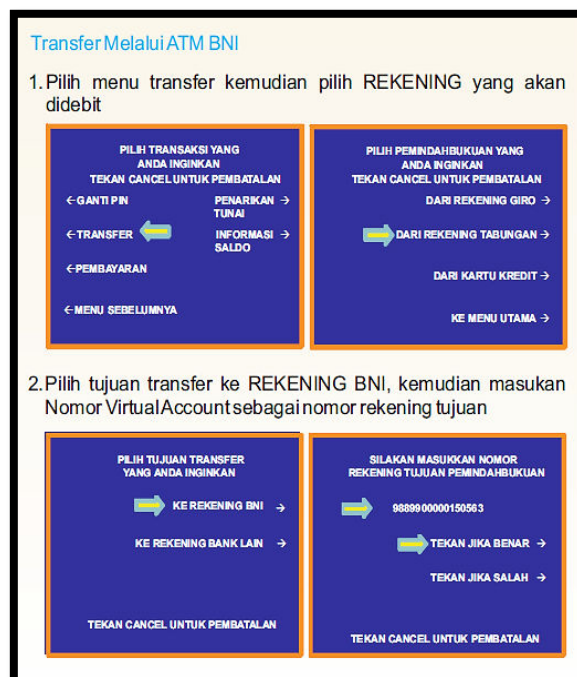 Transfer Melalui ATM BNI
1. Pilih menu transfer kemudian pilih REKENING yang akan
didebit
PILIH TRANSAKSI YANG
ANDA INGINKAN
TEKAN CANCEL UNTUK PEMBATALAN
←GANTI PIN PENARIKAN →
TUNAI
←TRANSFER INFORMASI →
SALDO
←PEMBAYARAN
←MENU SEBELUMNYA
PILIH PEMINDAHBUKUAN YANG
ANDA INGINKAN
TEKAN CANCEL UNTUK PEMBATALAN
DARI REKENING GIRO →
DARI REKENING TABUNGAN →
DARI KARTU KREDIT →
KE MENU UTAMA →
2. Pilih tujuan transfer ke REKENING BNI, kemudian masukan
Nomor Virtual Account sebagai nomor rekening tujuan
PILIH TUJUAN TRANSFER
YANG ANDA INGINKAN
KE REKENING BNI →
KE REKENING BANK LAIN →
TEKAN CANCEL UNTUK PEMBATALAN
SILAKAN MASUKKAN NOMOR
REKENING TUJUAN PEMINDAHBUKUAN
9889900000150563
TEKAN JIKA BENAR →
TEKAN JIKA SALAH →
TEKAN CANCEL UNTUK PEMBATALAN